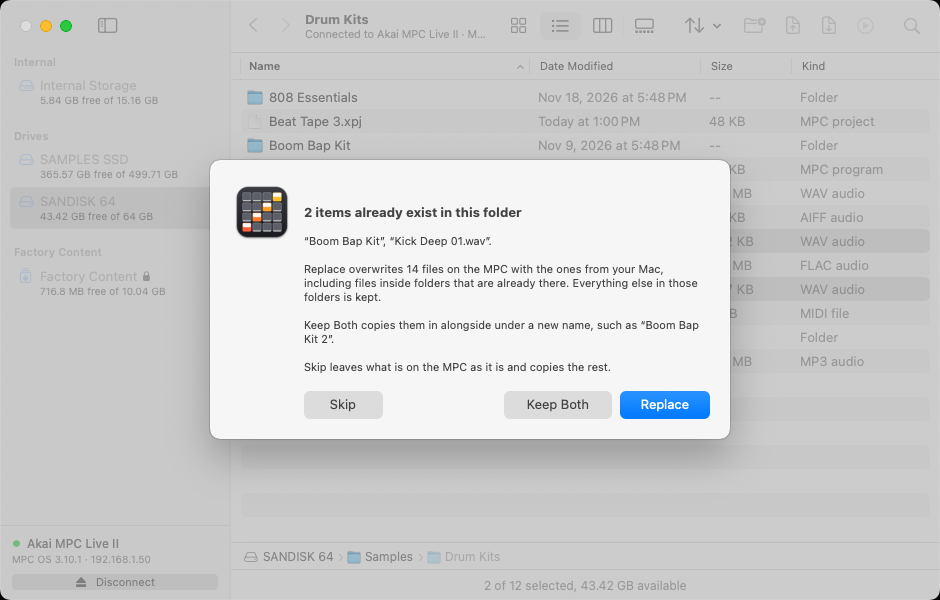 Drum Kits
Connected to Akai MPC Live II · M...
Internal
Internal Storage
5.84 GB free of 15.16 GB
Drives
SAMPLES SSD
365.57 GB free of 499.71 GB
SANDISK 64
43.42 GB free of 64 GB
Factory Content
Factory Content
716.8 MB free of 10.04 GB
Akai MPC Live II
MPC OS 3.10.1 · 192.168.1.50
Disconnect
Name Date Modified Size Kind
808 Essentials Nov 18, 2026 at 5:48 PM -- Folder
Beat Tape 3.xpj Today at 1:00 PM 48 KB MPC project
Boom Bap Kit Nov 9, 2026 at 5:48 PM -- Folder
KB MPC program
MB WAV audio
KB AIFF audio
KB WAV audio
MB FLAC audio
KB WAV audio
MIDI file
Folder
MB MP3 audio
2 items already exist in this folder
“Boom Bap Kit”, “Kick Deep 01.wav”.
Replace overwrites 14 files on the MPC with the ones from your Mac,
including files inside folders that are already there. Everything else in those
folders is kept.
Keep Both copies them in alongside under a new name, such as “Boom Bap
Kit 2”.
Skip leaves what is on the MPC as it is and copies the rest.
Skip Keep Both Replace
SANDISK 64 › Samples › Drum Kits
2 of 12 selected, 43.42 GB available